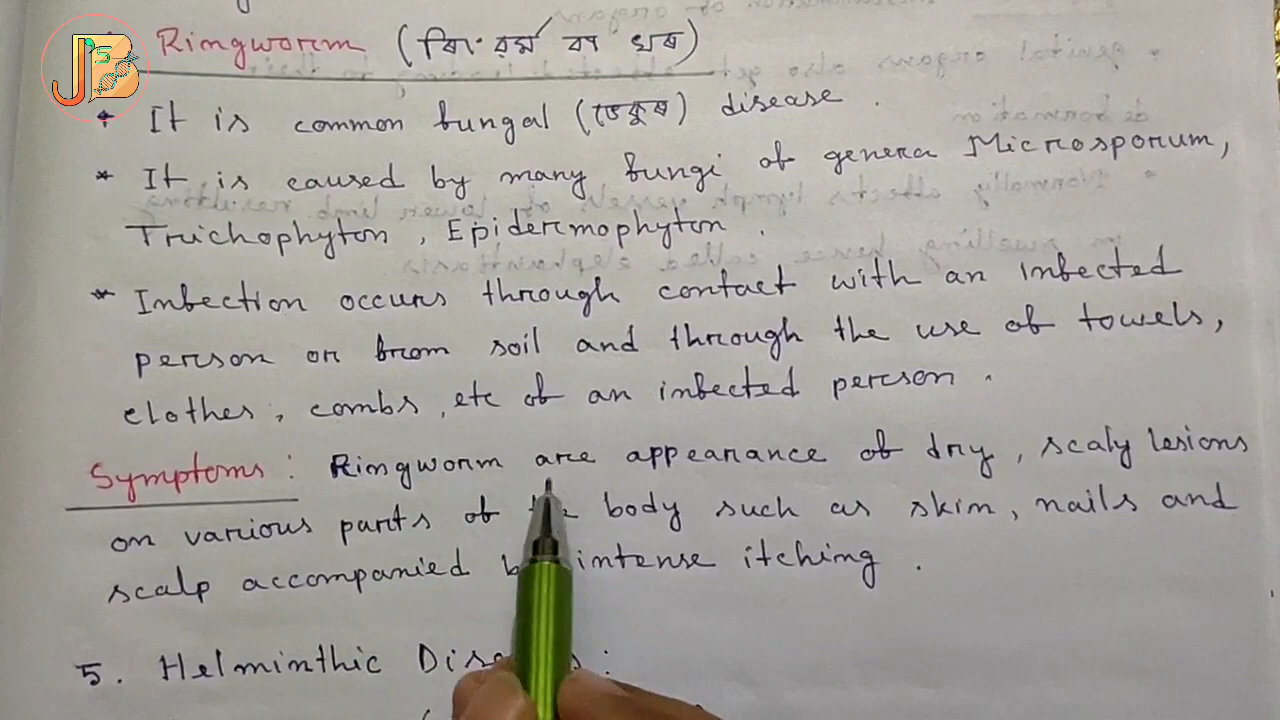 Ringworm (ৰিংৱৰ্ম বা খৰ)
* It is common fungal (ভেকুৰ) disease.
* It is caused by many fungi of genera Microsporum,
Trichophyton, Epidermophyton.
* Infection occurs through contact with an infected
person or from soil and through the use of towels,
clothes, combs, etc of an infected person.
Symptoms: Ringworm are appearance of dry, scaly lesions
on various parts of body such as skin, nails and
scalp accompanied intense itching.
5. Helminthic :